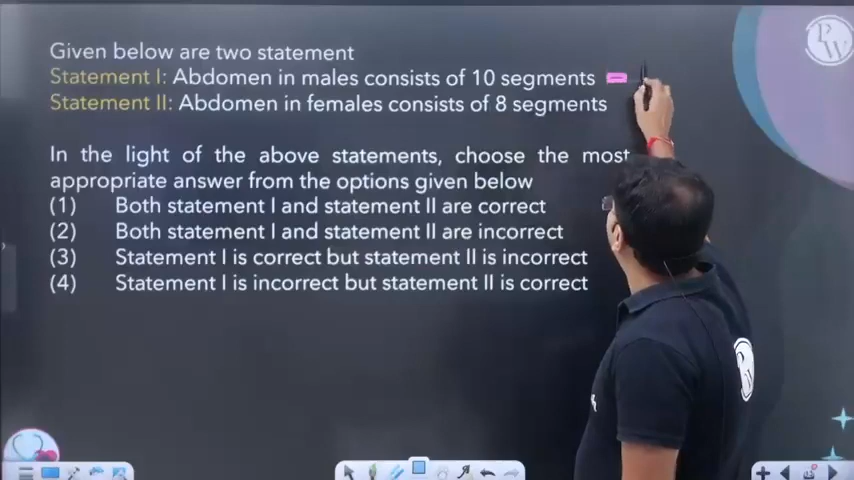 Given below are two statement
Statement I: Abdomen in males consists of 10 segments
Statement II: Abdomen in females consists of 8 segments
In the light of the above statements, choose the most
appropriate answer from the options given below
(1) Both statement I and statement II are correct
(2) Both statement I and statement II are incorrect
(3) Statement I is correct but statement II is incorrect
(4) Statement I is incorrect but statement II is correct
PW
PW